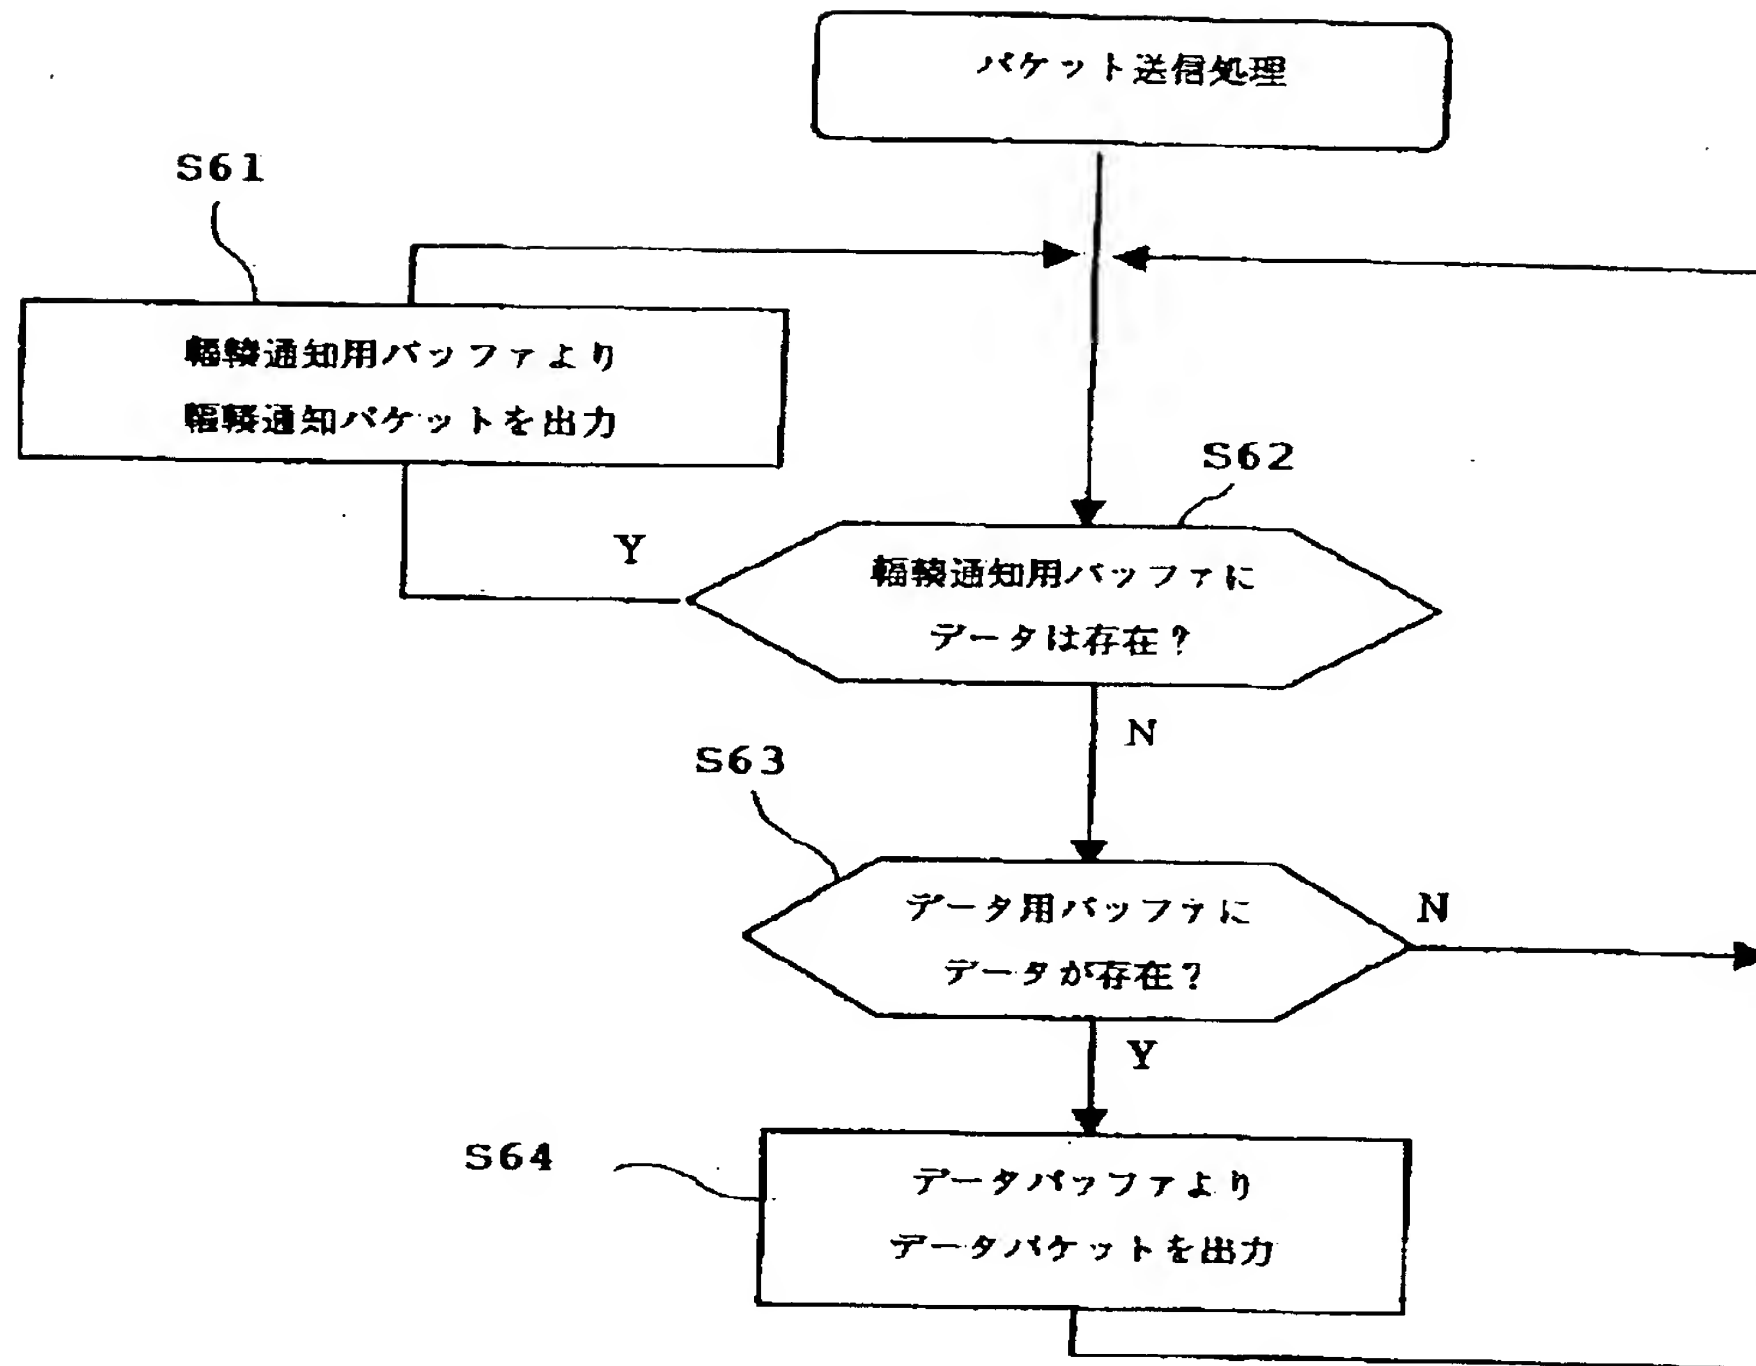 パケット送信処理
S61
輻輳通知用バッファより
輻輳通知パケットを出力
S62
Y
輻輳通知用バッファに
データは存在?
N
S63
データ用バッファに
データが存在?
N
Y
S64
データバッファより
データパケットを出力